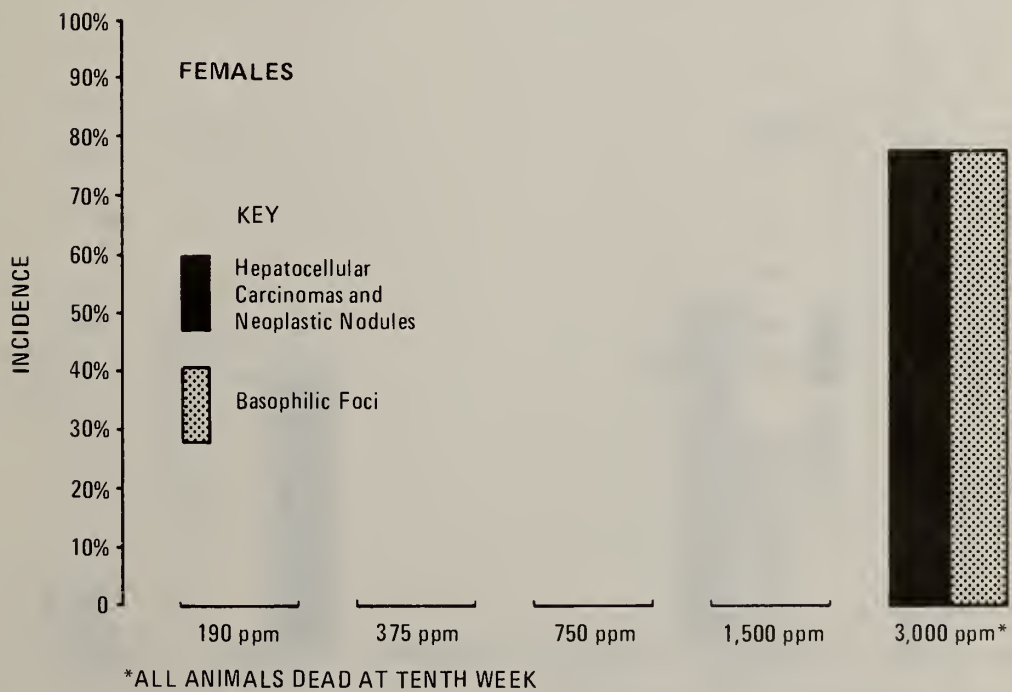 100%
90%
80%
70%
60%
50%
40%
30%
20%
10%
0
INCIDENCE
FEMALES
KEY
Hepatocellular
Carcinomas and
Neoplastic Nodules
Basophilic Foci
190 ppm 375 ppm 750 ppm 1,500 ppm 3,000 ppm*
*ALL ANIMALS DEAD AT TENTH WEEK